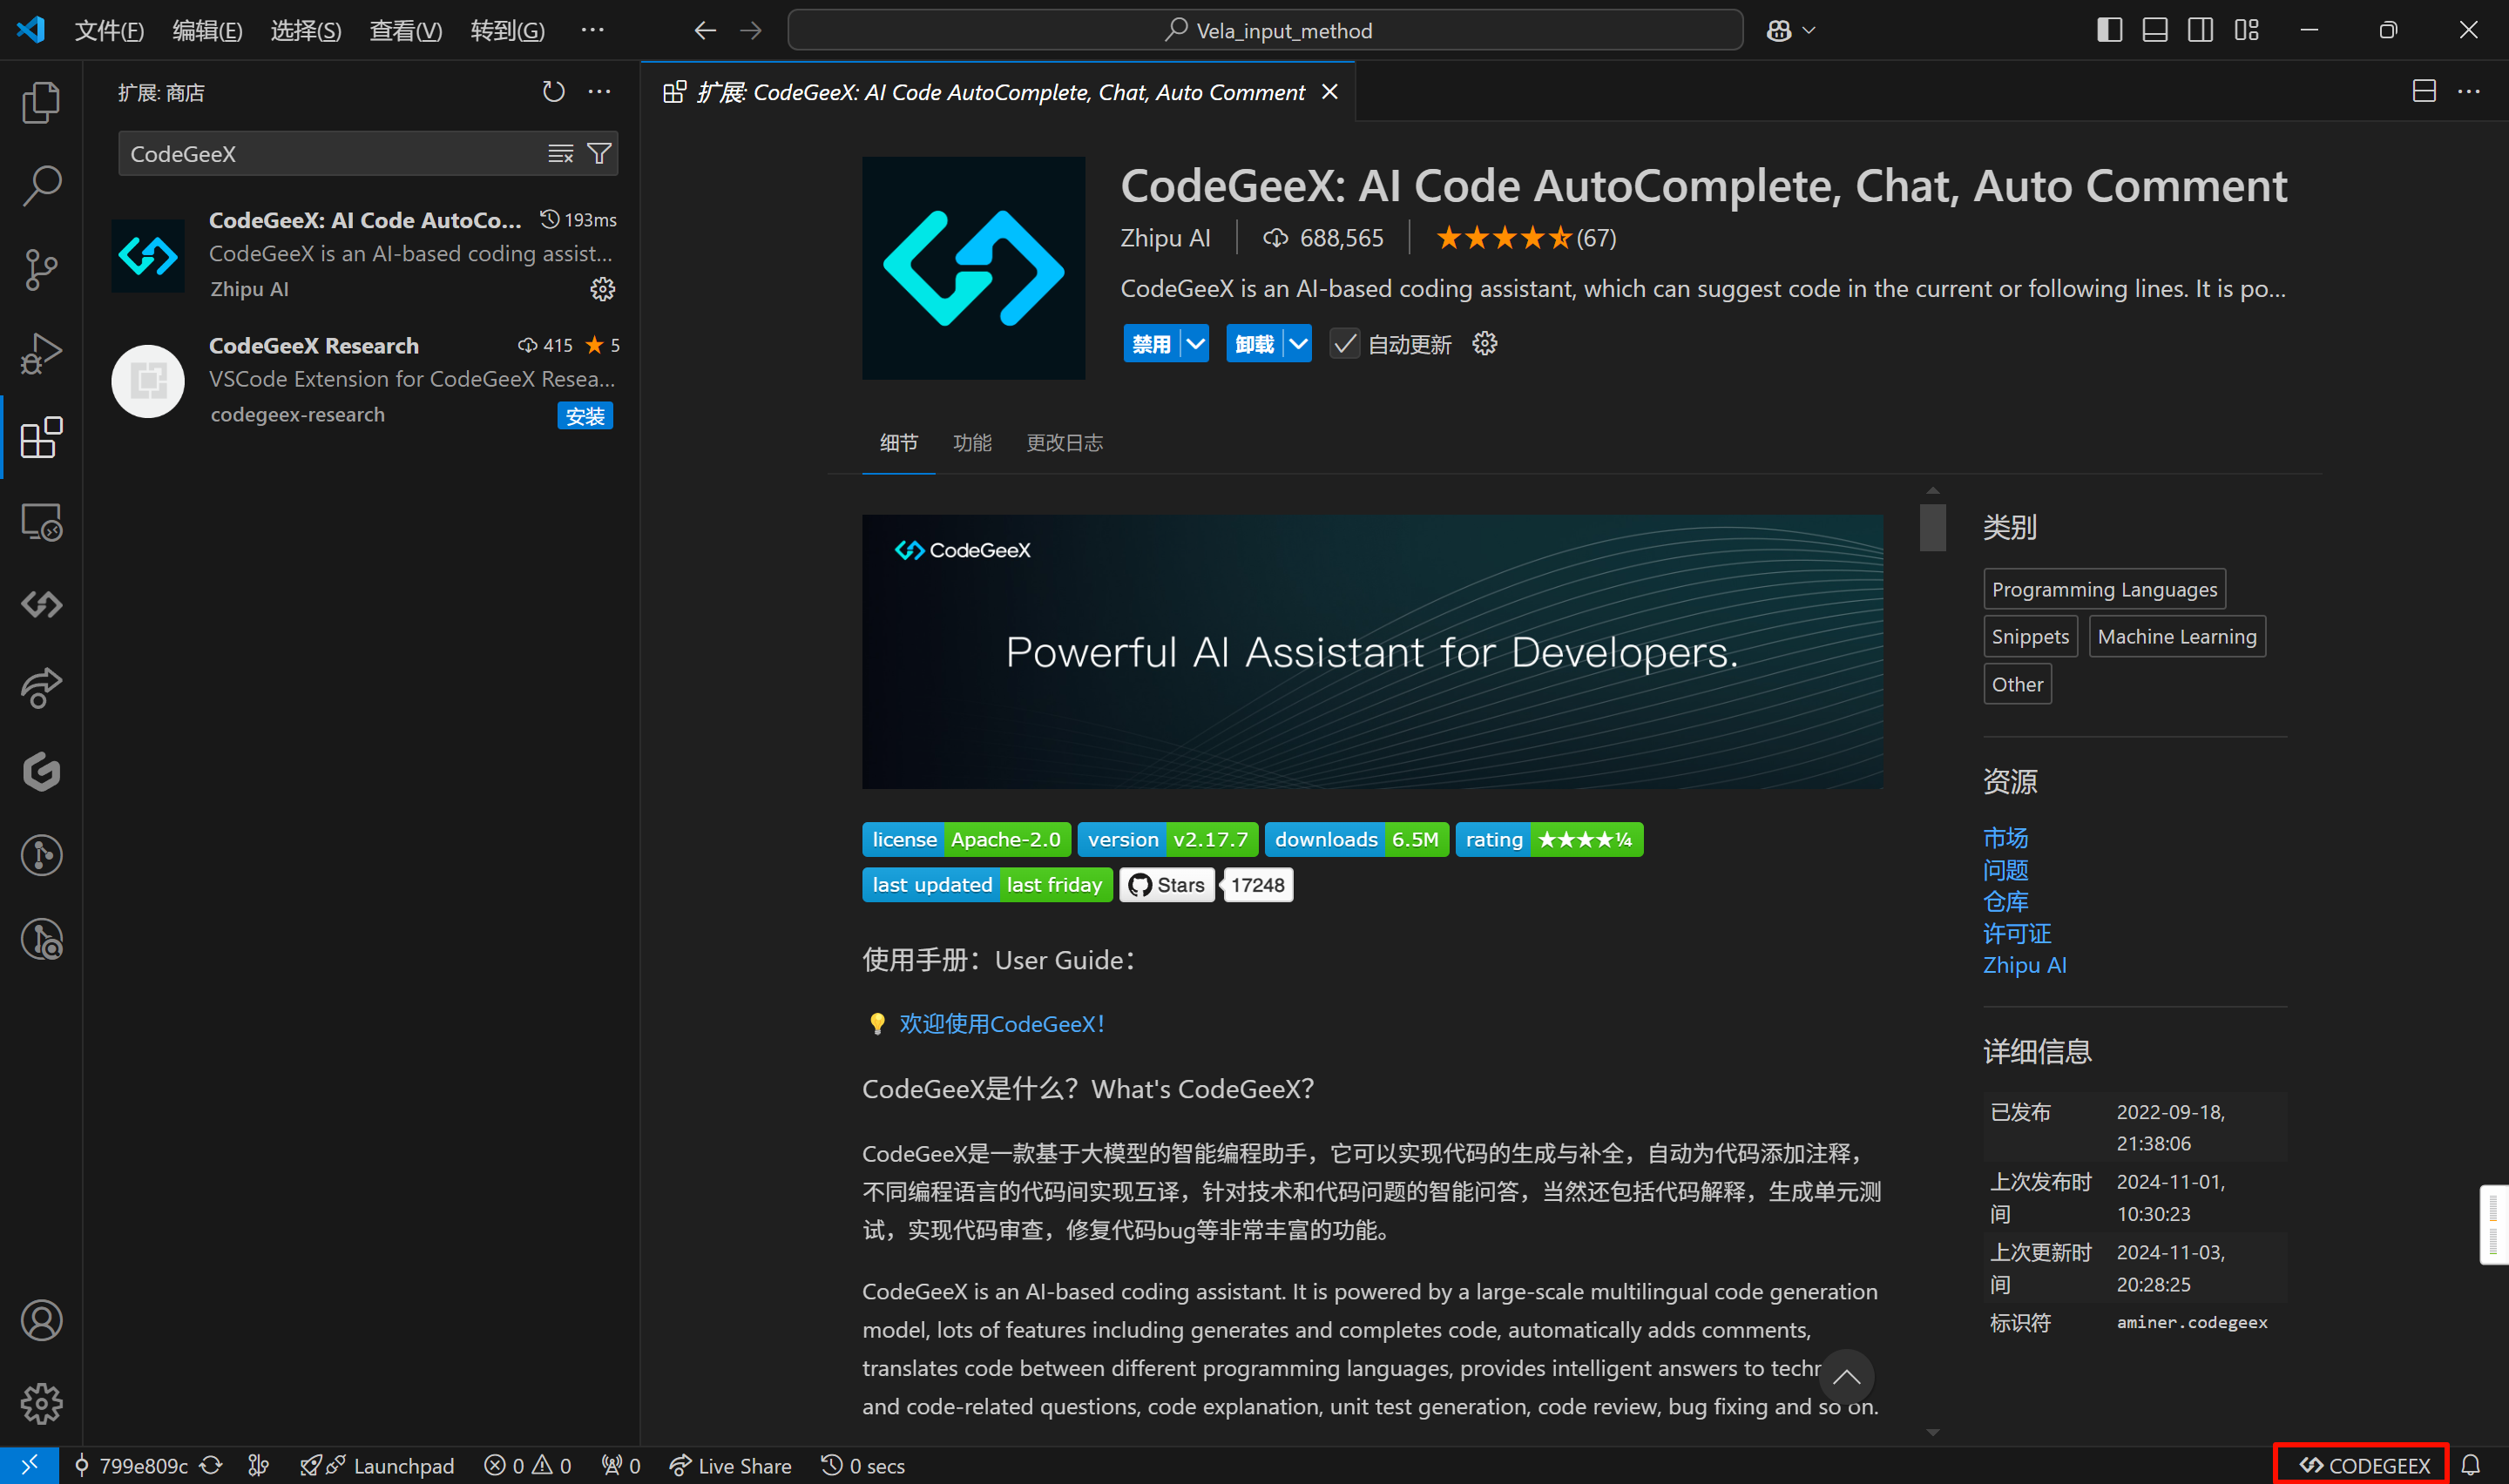 文件(F) 编辑(E) 选择(S) 查看(V) 转到(G) ··· Vela_input_method
扩展: 商店
CodeGeeX
CodeGeeX: AI Code AutoCo... 193ms
CodeGeeX is an AI-based coding assist...
Zhipu AI
CodeGeeX Research 415 5
VSCode Extension for CodeGeeX Resea...
codegeex-research 安装
扩展: CodeGeeX: AI Code AutoComplete, Chat, Auto Comment
CodeGeeX: AI Code AutoComplete, Chat, Auto Comment
Zhipu AI 688,565 ★★★★⯪(67)
CodeGeeX is an AI-based coding assistant, which can suggest code in the current or following lines. It is po...
禁用 卸载 自动更新
细节 功能 更改日志
CodeGeeX
Powerful AI Assistant for Developers.
license Apache-2.0 version v2.17.7 downloads 6.5M rating ★★★★¼
last updated last friday Stars 17248
使用手册：User Guide：
💡 欢迎使用CodeGeeX！
CodeGeeX是什么？What's CodeGeeX？
CodeGeeX是一款基于大模型的智能编程助手，它可以实现代码的生成与补全，自动为代码添加注释，
不同编程语言的代码间实现互译，针对技术和代码问题的智能问答，当然还包括代码解释，生成单元测
试，实现代码审查，修复代码bug等非常丰富的功能。
CodeGeeX is an AI-based coding assistant. It is powered by a large-scale multilingual code generation
model, lots of features including generates and completes code, automatically adds comments,
translates code between different programming languages, provides intelligent answers to techn
and code-related questions, code explanation, unit test generation, code review, bug fixing and so on.
类别
Programming Languages
Snippets Machine Learning
Other
资源
市场
问题
仓库
许可证
Zhipu AI
详细信息
已发布 2022-09-18,
21:38:06
上次发布时 2024-11-01,
间 10:30:23
上次更新时 2024-11-03,
间 20:28:25
标识符 aminer.codegeex
799e809c Launchpad 0 0 0 Live Share 0 secs CODEGEEX